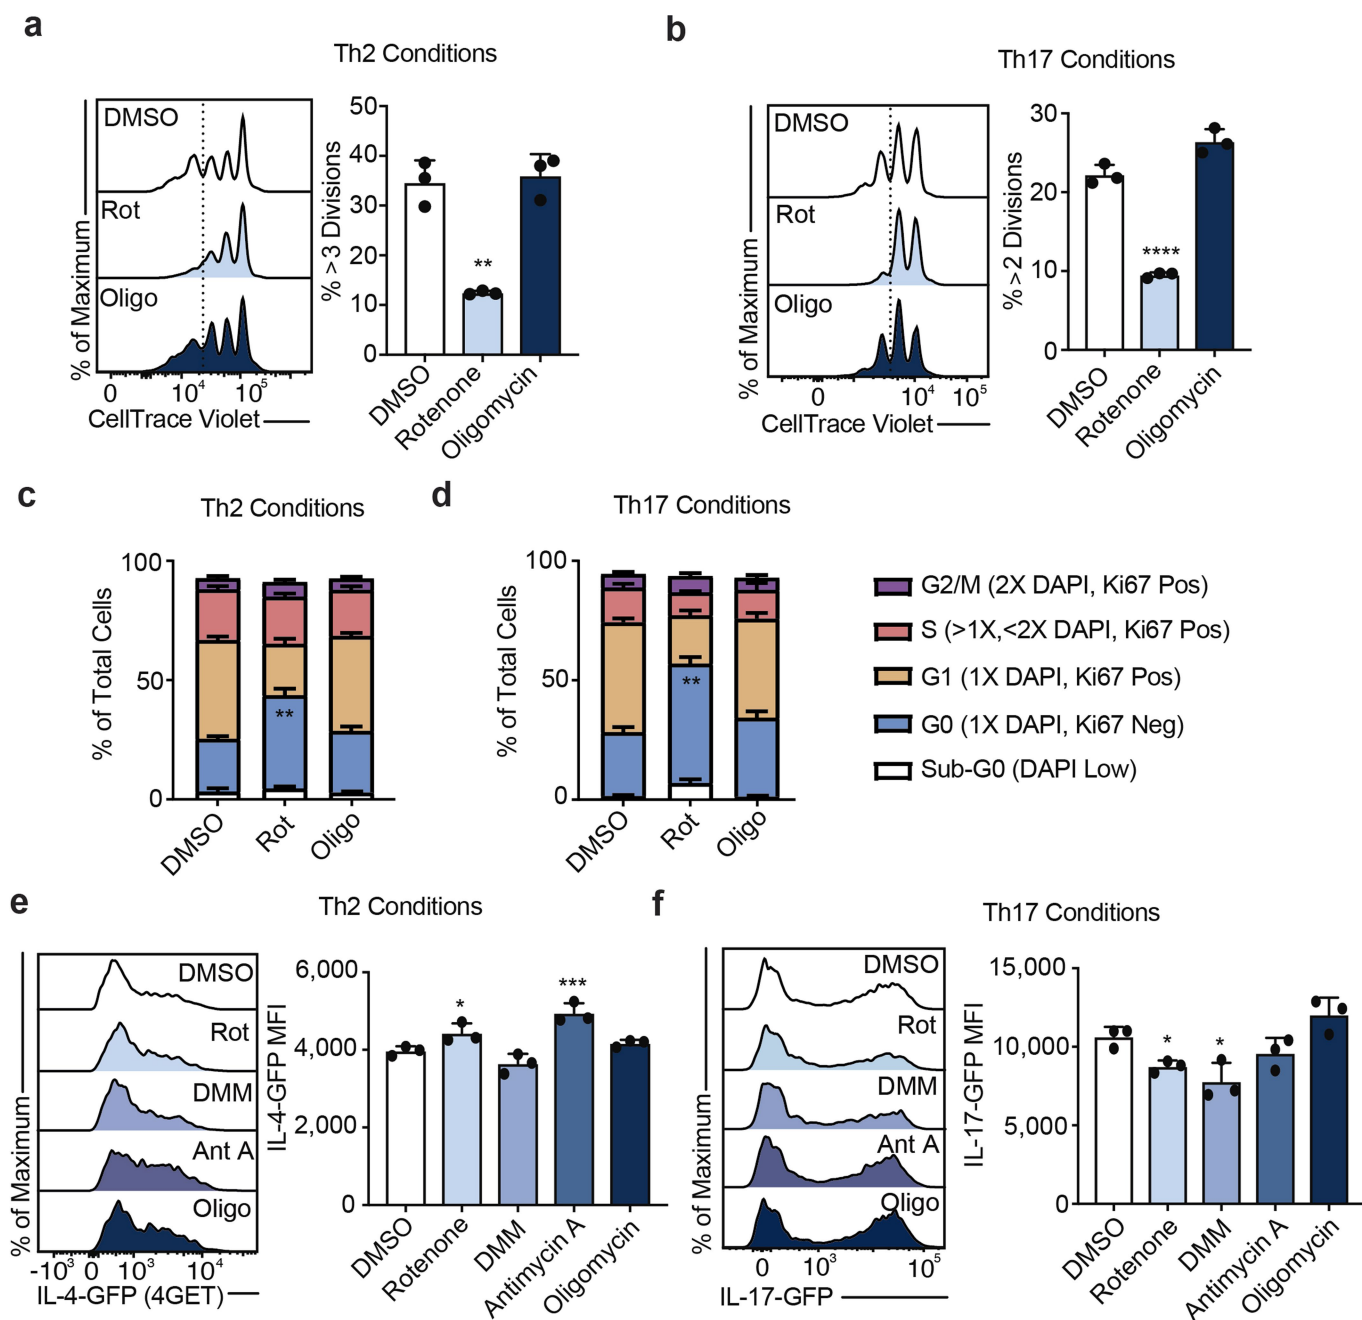 a
Th2 Conditions
% of Maximum
DMSO
Rot
Oligo
0 10⁴ 10⁵
CellTrace Violet
% >3 Divisions
50
40
30
20
10
0
**
DMSO
Rotenone
Oligomycin
b
Th17 Conditions
% of Maximum
DMSO
Rot
Oligo
0 10⁴ 10⁵
CellTrace Violet
%>2 Divisions
30
20
10
0
****
DMSO
Rotenone
Oligomycin
c
Th2 Conditions
% of Total Cells
100
50
0
**
DMSO
Rot
Oligo
d
Th17 Conditions
% of Total Cells
100
50
0
**
DMSO
Rot
Oligo
G2/M (2X DAPI, Ki67 Pos)
S (>1X,<2X DAPI, Ki67 Pos)
G1 (1X DAPI, Ki67 Pos)
G0 (1X DAPI, Ki67 Neg)
Sub-G0 (DAPI Low)
e
Th2 Conditions
% of Maximum
DMSO
Rot
DMM
Ant A
Oligo
-10³ 0 10³ 10⁴
IL-4-GFP (4GET)
IL-4-GFP MFI
6,000
4,000
2,000
0
*
***
DMSO
Rotenone
DMM
Antimycin A
Oligomycin
f
Th17 Conditions
% of Maximum
DMSO
Rot
DMM
Ant A
Oligo
0 10³ 10⁵
IL-17-GFP
IL-17-GFP MFI
15,000
10,000
5,000
0
*
*
DMSO
Rotenone
DMM
Antimycin A
Oligomycin